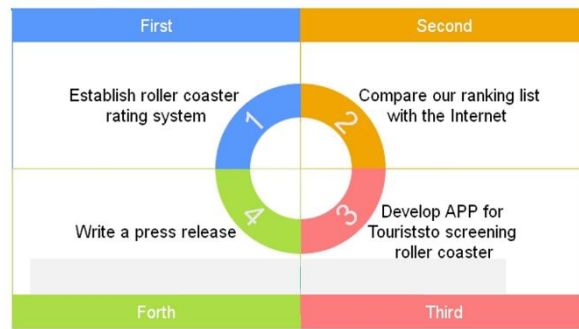 First
Second
Establish roller coaster
rating system
1
2
Compare our ranking list
with the Internet
Write a press release
4
3
Develop APP for
Touriststo screening
roller coaster
Forth
Third